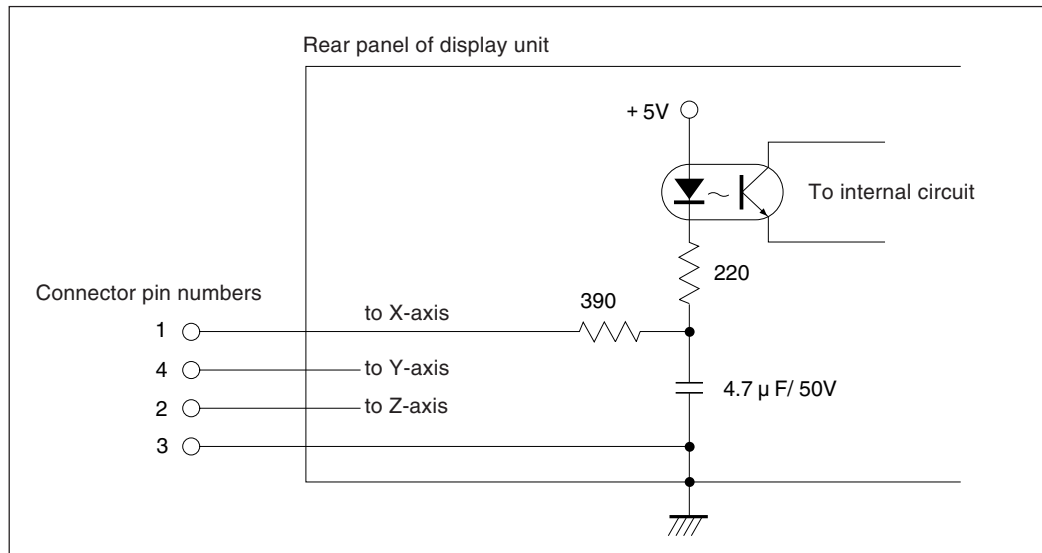 Rear panel of display unit
+ 5V
To internal circuit
220
Connector pin numbers
390
1
to X-axis
4
to Y-axis
4.7 µ F/ 50V
2
to Z-axis
3